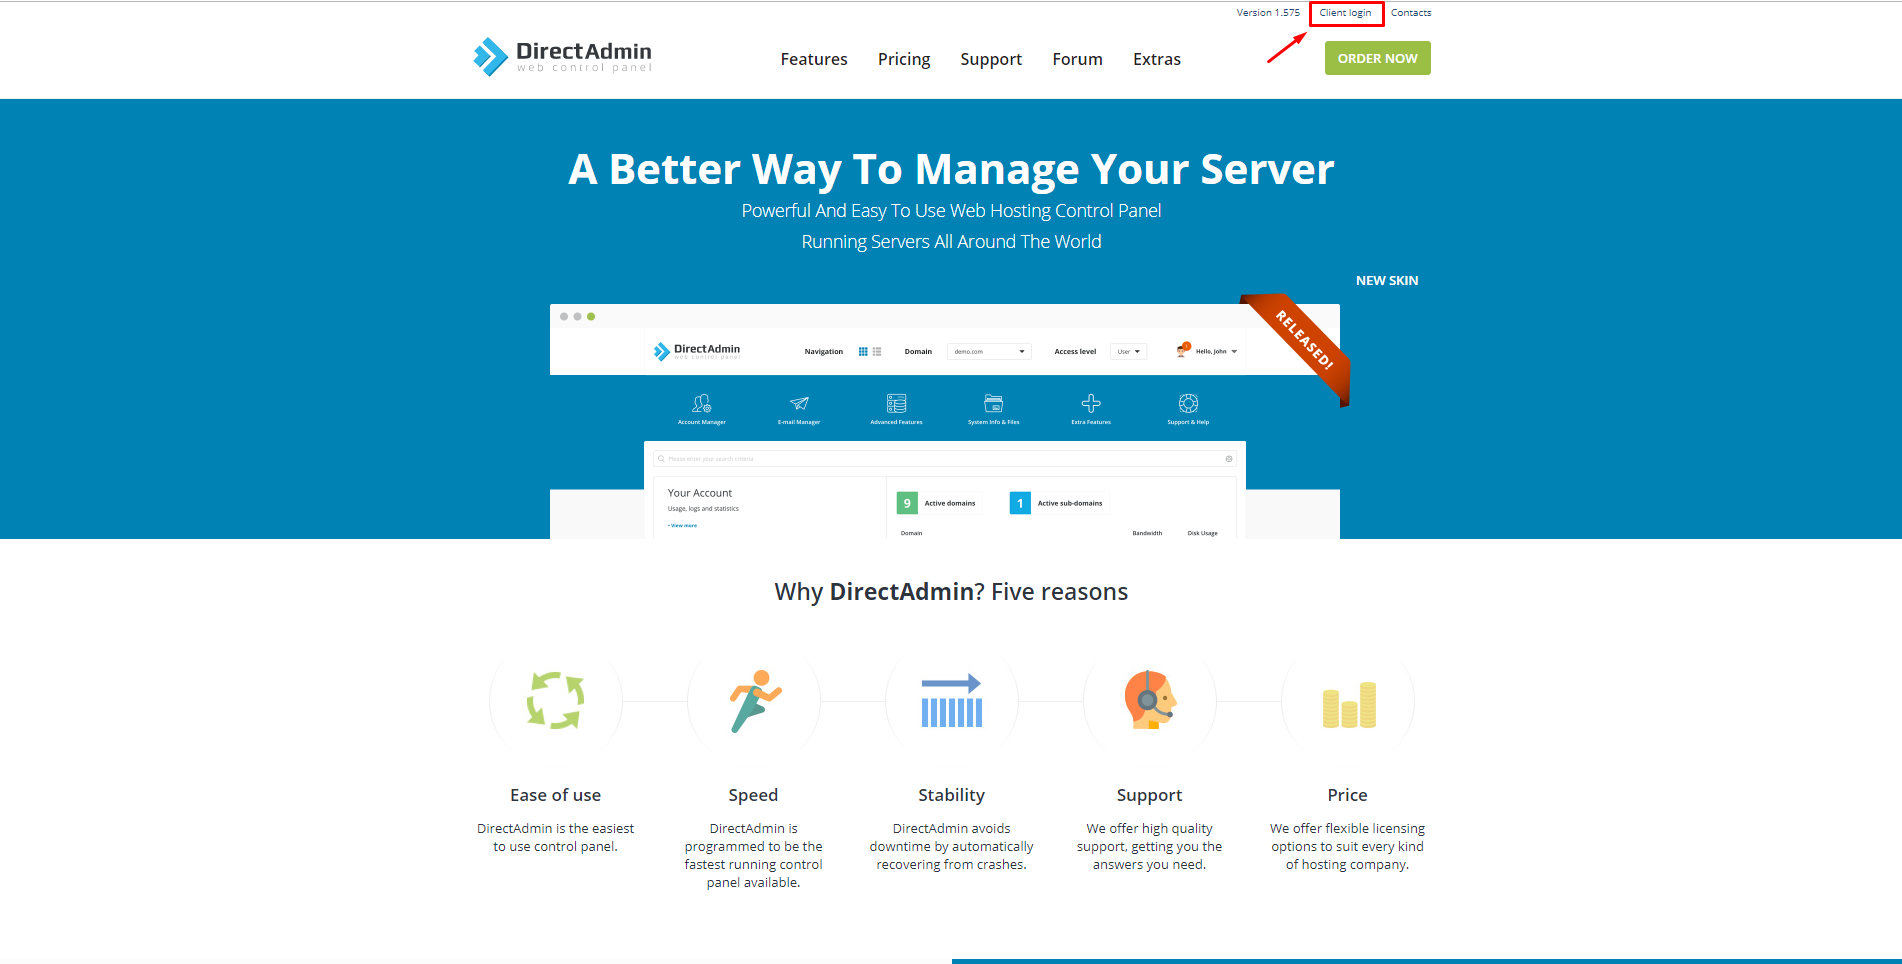 Version 1.575 Client login Contacts
DirectAdmin
web control panel
Features Pricing Support Forum Extras
ORDER NOW
A Better Way To Manage Your Server
Powerful And Easy To Use Web Hosting Control Panel
Running Servers All Around The World
NEW SKIN
RELEASED!
DirectAdmin
web control panel
Navigation Domain demo.com Access level User Hello, John
Account Manager E-mail Manager Advanced Features System Info & Files Extra Features Support & Help
Please enter your search criteria
Your Account
Usage, logs and statistics
• View more
9 Active domains 1 Active sub-domains
Domain Bandwidth Disk Usage
Why DirectAdmin? Five reasons
Ease of use
DirectAdmin is the easiest
to use control panel.
Speed
DirectAdmin is
programmed to be the
fastest running control
panel available.
Stability
DirectAdmin avoids
downtime by automatically
recovering from crashes.
Support
We offer high quality
support, getting you the
answers you need.
Price
We offer flexible licensing
options to suit every kind
of hosting company.